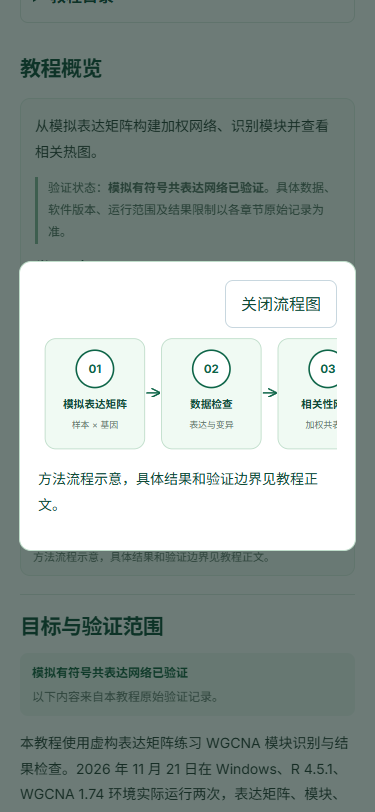 教程概览
从模拟表达矩阵构建加权网络、识别模块并查看
相关热图。
验证状态：模拟有符号共表达网络已验证。具体数据、
软件版本、运行范围及结果限制以各章节原始记录为
准。
关闭流程图
01
模拟表达矩阵
样本 × 基因
02
数据检查
表达与变异
03
相关性
加权共
方法流程示意，具体结果和验证边界见教程正
文。
方法流程示意，具体结果和验证边界见教程正文。
目标与验证范围
模拟有符号共表达网络已验证
以下内容来自本教程原始验证记录。
本教程使用虚构表达矩阵练习 WGCNA 模块识别与结
果检查。2026 年 11 月 21 日在 Windows、R 4.5.1、
WGCNA 1.74 环境实际运行两次，表达矩阵、模块、